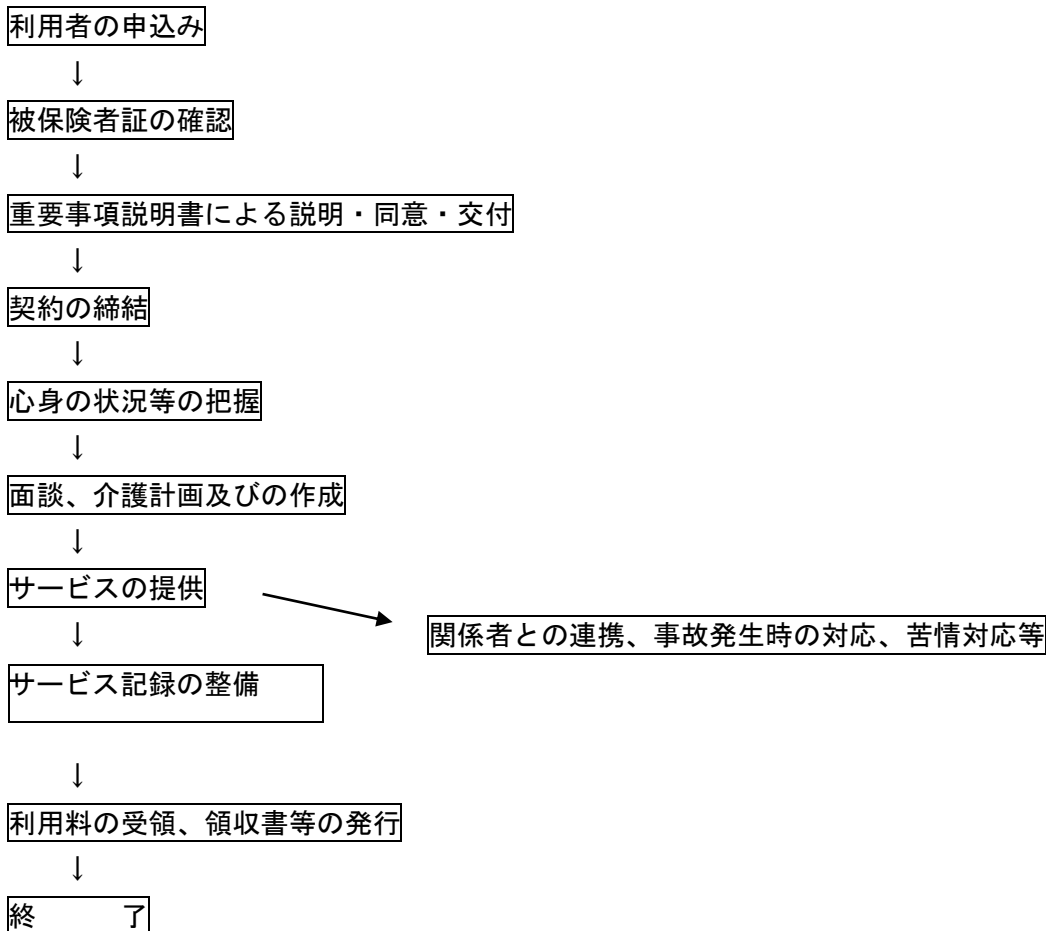 利用者の申込み
↓
被保険者証の確認
↓
重要事項説明書による説明・同意・交付
↓
契約の締結
↓
心身の状況等の把握
↓
面談、介護計画及びの作成
↓
サービスの提供
↓
関係者との連携、事故発生時の対応、苦情対応等
サービス記録の整備
↓
利用料の受領、領収書等の発行
↓
終　　　了